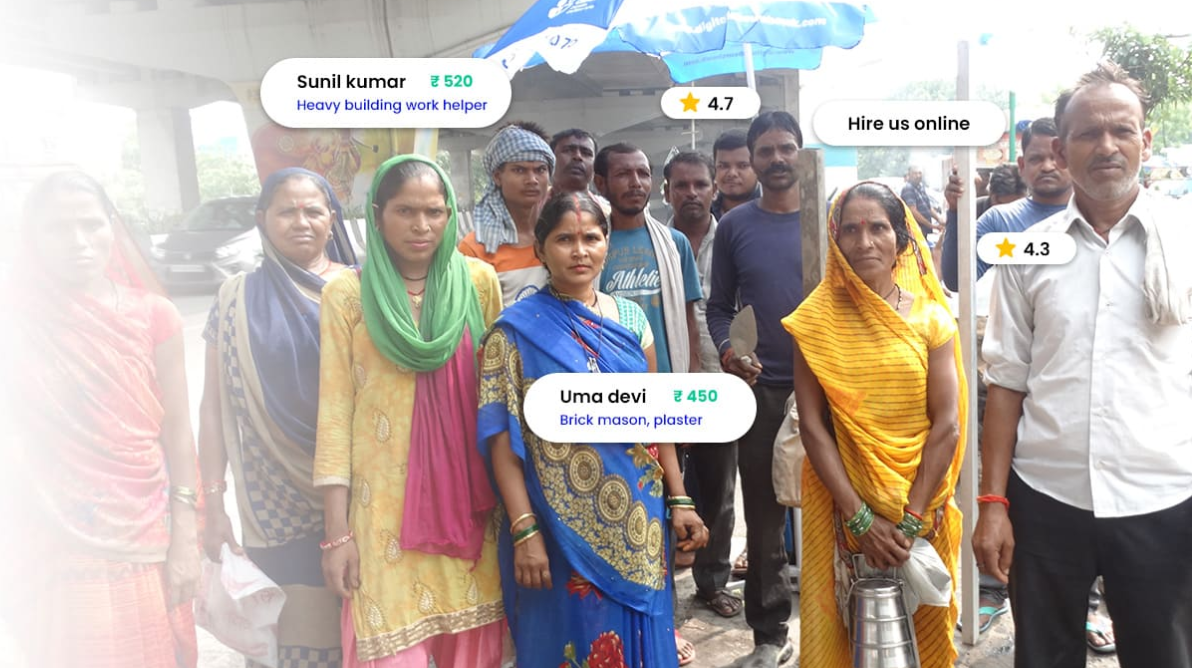 Sunil kumar ₹ 520
Heavy building work helper
4.7
Hire us online
4.3
Athletic
Uma devi ₹ 450
Brick mason, plaster